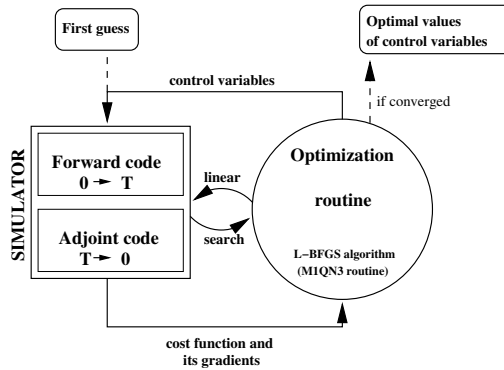 First guess
Optimal values
of control variables
control variables
if converged
SIMULATOR
Forward code
0 → T
Adjoint code
T → 0
linear
search
Optimization
routine
L−BFGS algorithm
(M1QN3 routine)
cost function and
its gradients